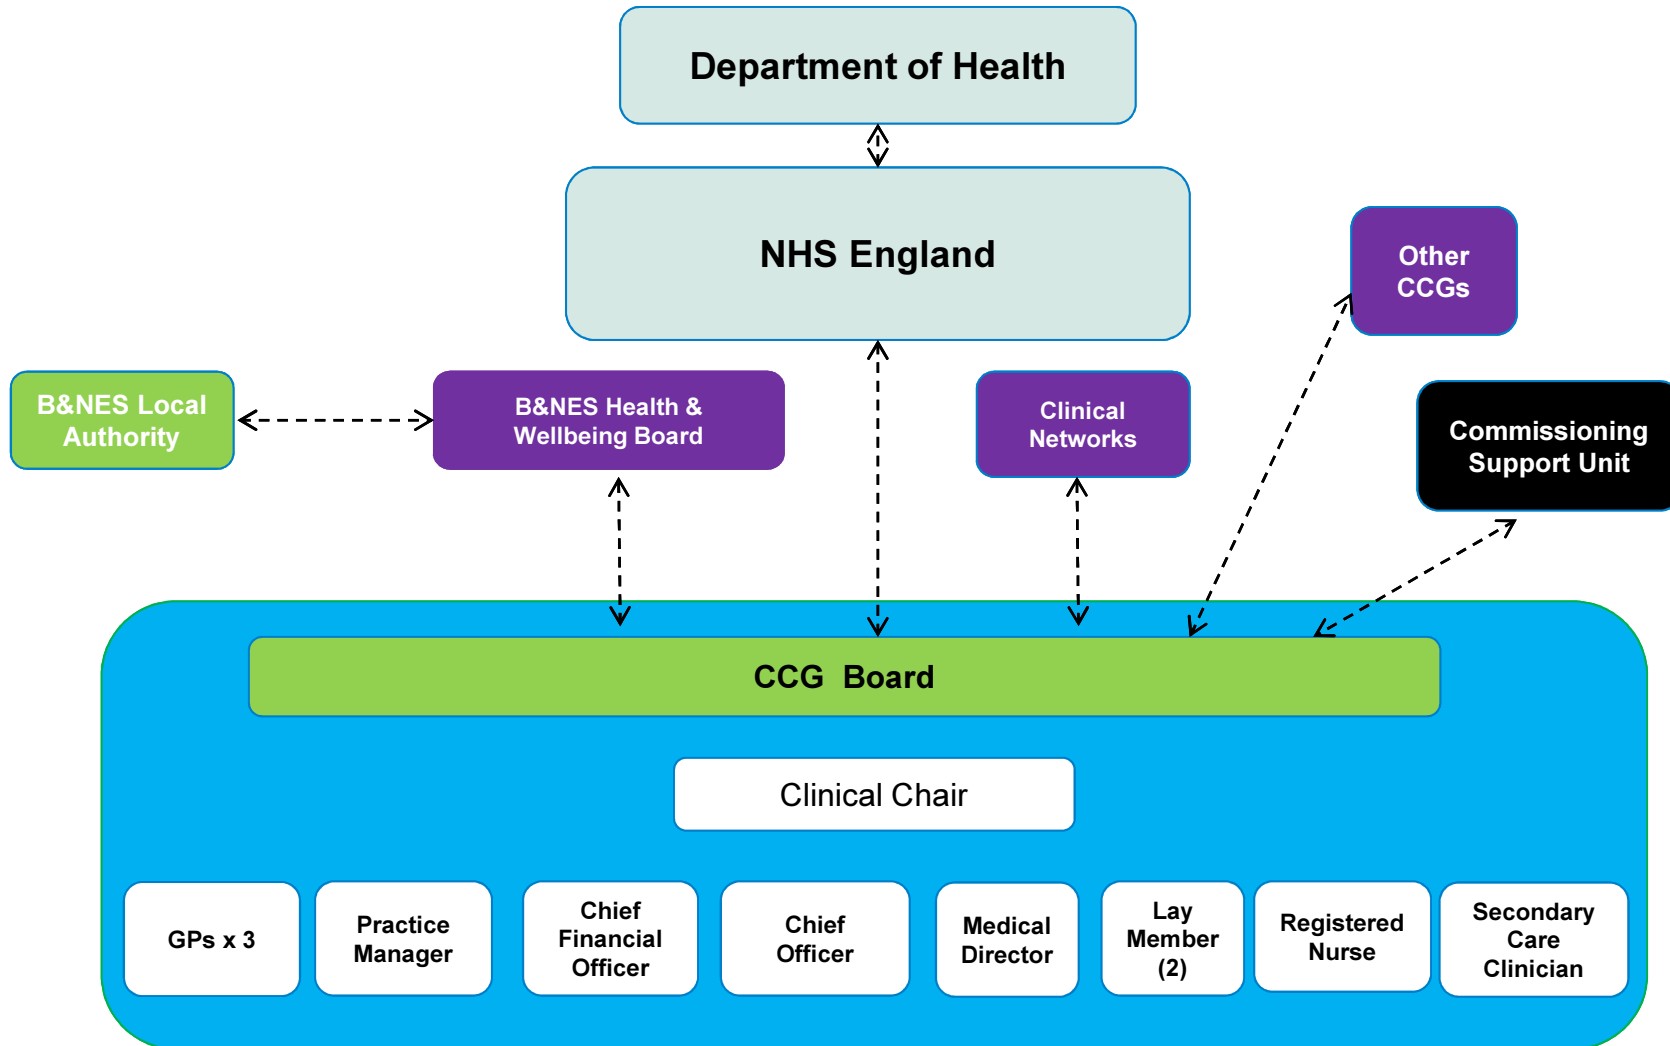 Department of Health
NHS England
Other
CCGs
B&NES Local
Authority
B&NES Health &
Wellbeing Board
Clinical
Networks
Commissioning
Support Unit
CCG  Board
Clinical Chair
GPs x 3
Practice
Manager
Chief
Financial
Officer
Chief
Officer
Medical
Director
Lay
Member
(2)
Registered
Nurse
Secondary
Care
Clinician